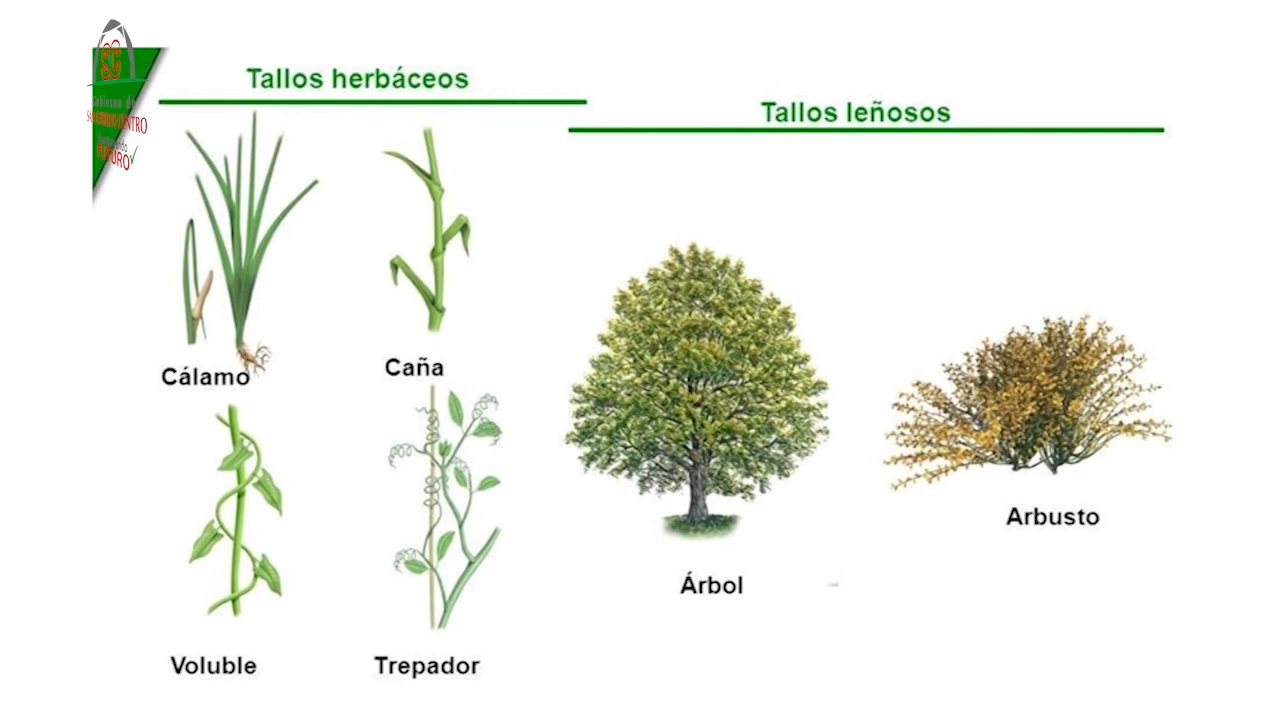 Tallos herbáceos
Tallos leñosos
Cálamo
Caña
Voluble
Trepador
Árbol
Arbusto